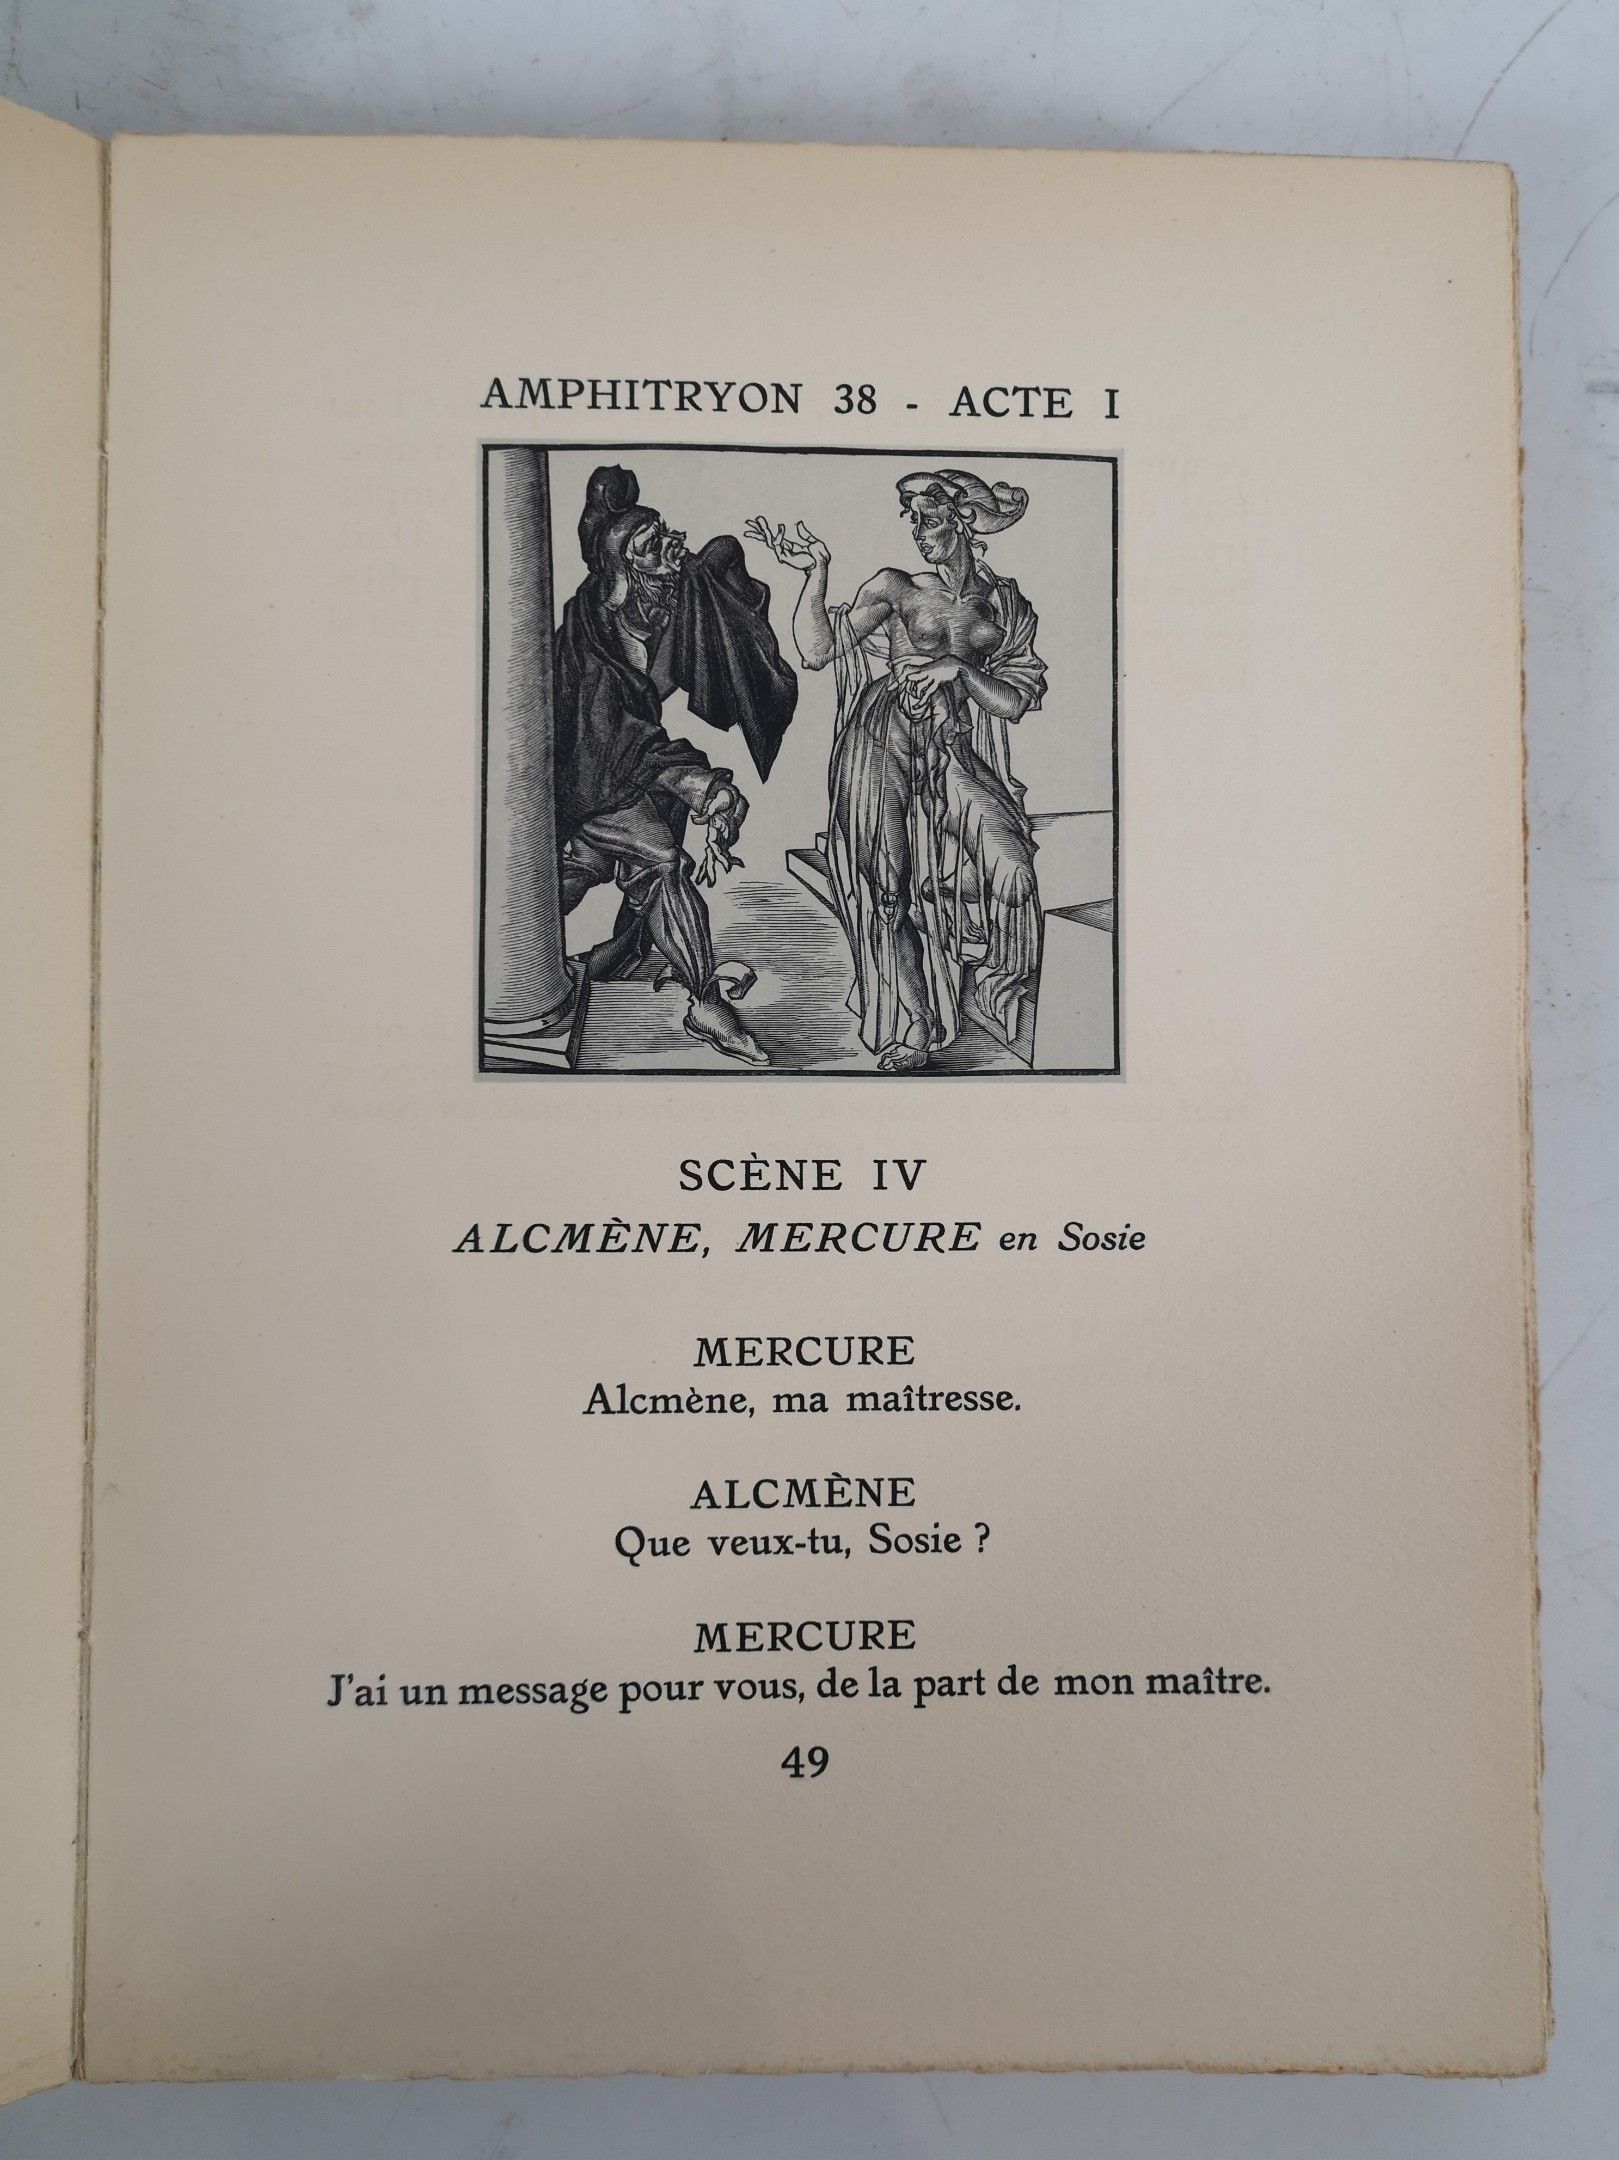 AMPHITRYON 38 - ACTE I
SCÈNE IV
ALCMÈNE, MERCURE en Sosie
MERCURE
Alcmène, ma maîtresse.
ALCMÈNE
Que veux-tu, Sosie ?
MERCURE
J'ai un message pour vous, de la part de mon maître.
49